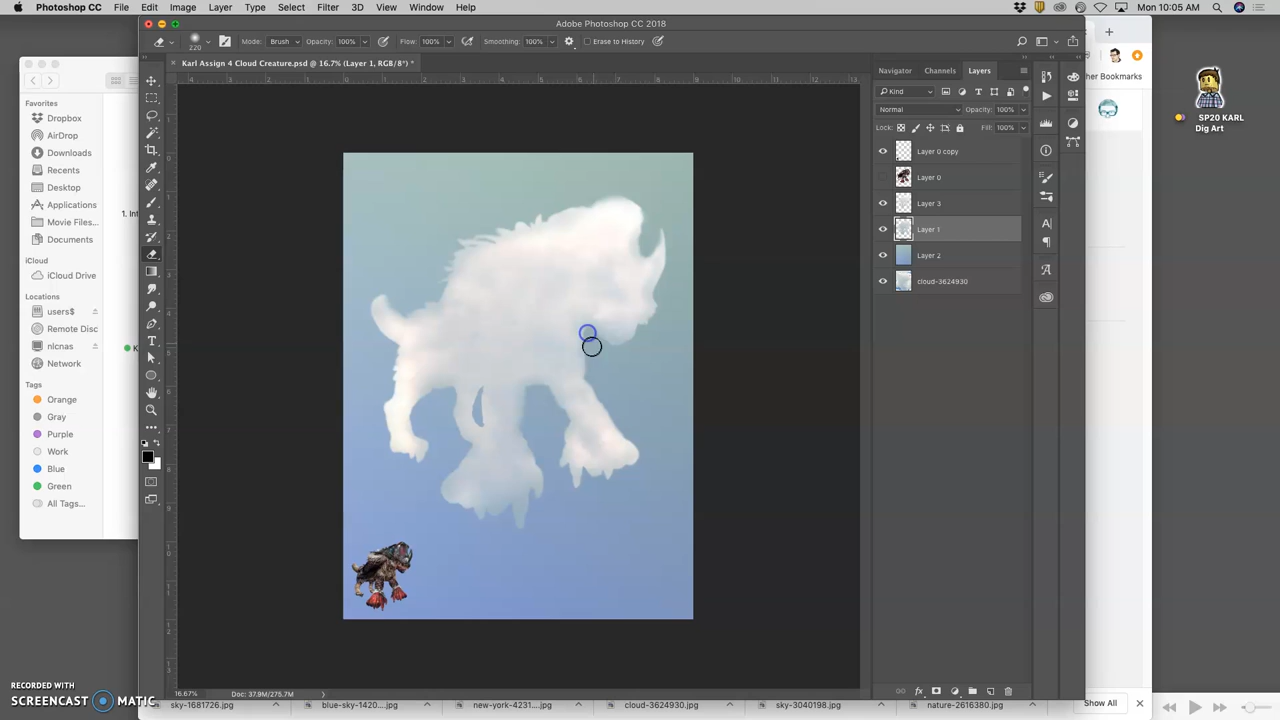 Photoshop CC File Edit Image Layer Type Select Filter 3D View Window Help Mon 10:05 AM
Adobe Photoshop CC 2018
220 Mode: Brush Opacity: 100% Flow: 100% Smoothing: 100% Erase to History
Karl Assign 4 Cloud Creature.psd @ 16.7% (Layer 1, RGB/8*) *
Navigator Channels Layers
Kind
Normal Opacity: 100%
Lock: Fill: 100%
Layer 0 copy
Layer 0
Layer 3
Layer 1
Layer 2
cloud-3624930
Favorites
Dropbox
AirDrop
Downloads
Recents
Desktop
Applications
Movie Files...
Documents
iCloud
iCloud Drive
Locations
users$
Remote Disc
nlcnas
Network
Tags
Orange
Gray
Purple
Work
Blue
Green
All Tags...
1. Int
her Bookmarks
SP20 KARL
Dig Art
16.67% Doc: 37.9M/275.7M
sky-1681726.jpg blue-sky-1420....jpg new-york-4231....jpg cloud-3624930.jpg sky-3040198.jpg nature-2616380.jpg Show All
RECORDED WITH
SCREENCAST MATIC